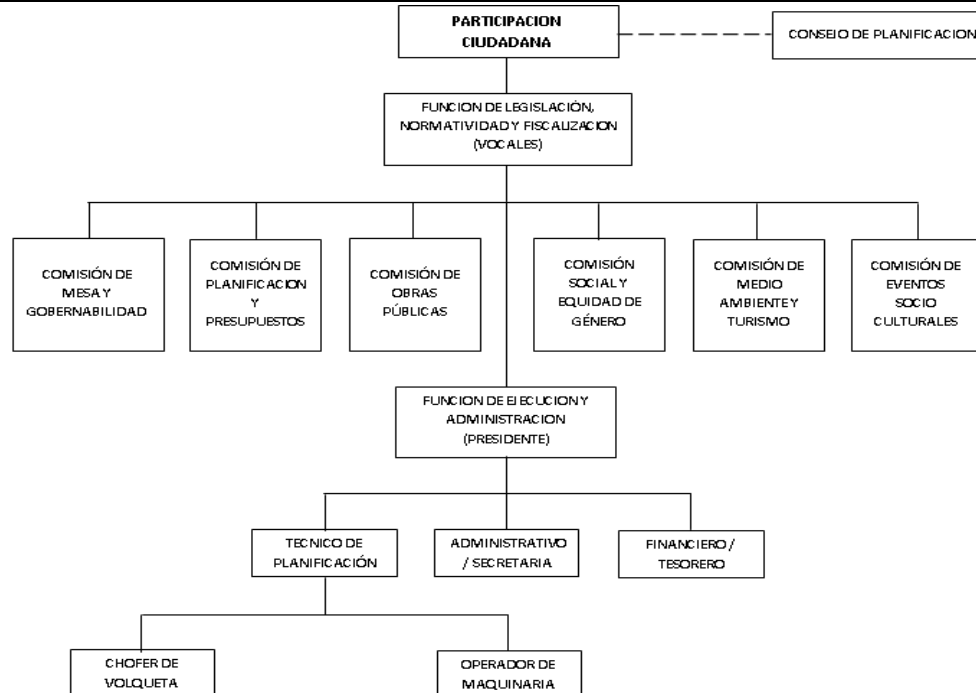 PARTICIPACION
CIUDADANA
CONSEJO DE PLANIFICACION
FUNCION DE LEGISLACIÓN,
NORMATIVIDAD Y FISCALIZACION
(VOCALES)
COMISIÓN DE
MESA Y
GOBERNABILIDAD
COMISIÓN DE
PLANIFICACION
Y
PRESUPUESTOS
COMISIÓN DE
OBRAS
PÚBLICAS
COMISIÓN
SOCIAL Y
EQUIDAD DE
GÉNERO
COMISIÓN DE
MEDIO
AMBIENTE Y
TURISMO
COMISIÓN DE
EVENTOS
SOCIO
CULTURALES
FUNCION DE EJECUCION Y
ADMINISTRACION
(PRESIDENTE)
TECNICO DE
PLANIFICACIÓN
ADMINISTRATIVO
/ SECRETARIA
FINANCIERO /
TESORERO
CHOFER DE
VOLQUETA
OPERADOR DE
MAQUINARIA